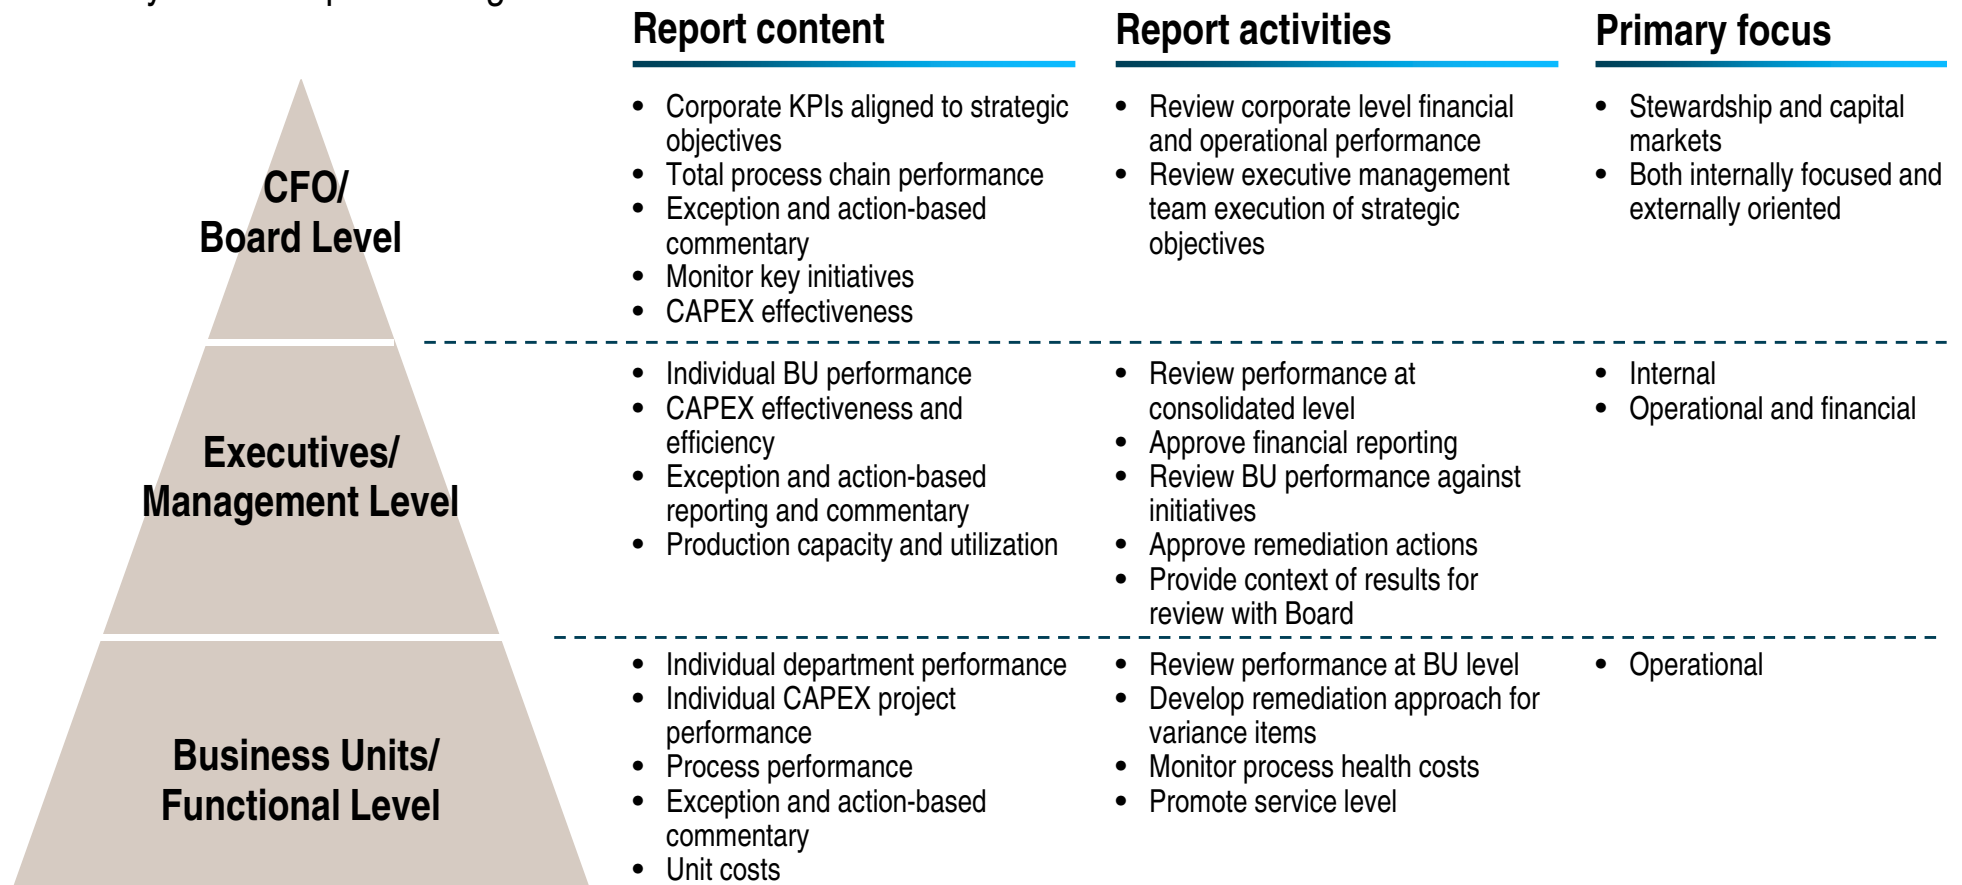 Report content
Report activities
Primary focus
CFO/
Board Level
• Corporate KPIs aligned to strategic
objectives
• Total process chain performance
• Exception and action-based
commentary
• Monitor key initiatives
• CAPEX effectiveness
• Review corporate level financial
and operational performance
• Review executive management
team execution of strategic
objectives
• Stewardship and capital
markets
• Both internally focused and
externally oriented
Executives/
Management Level
• Individual BU performance
• CAPEX effectiveness and
efficiency
• Exception and action-based
reporting and commentary
• Production capacity and utilization
• Review performance at
consolidated level
• Approve financial reporting
• Review BU performance against
initiatives
• Approve remediation actions
• Provide context of results for
review with Board
• Internal
• Operational and financial
Business Units/
Functional Level
• Individual department performance
• Individual CAPEX project
performance
• Process performance
• Exception and action-based
commentary
• Unit costs
• Review performance at BU level
• Develop remediation approach for
variance items
• Monitor process health costs
• Promote service level
• Operational